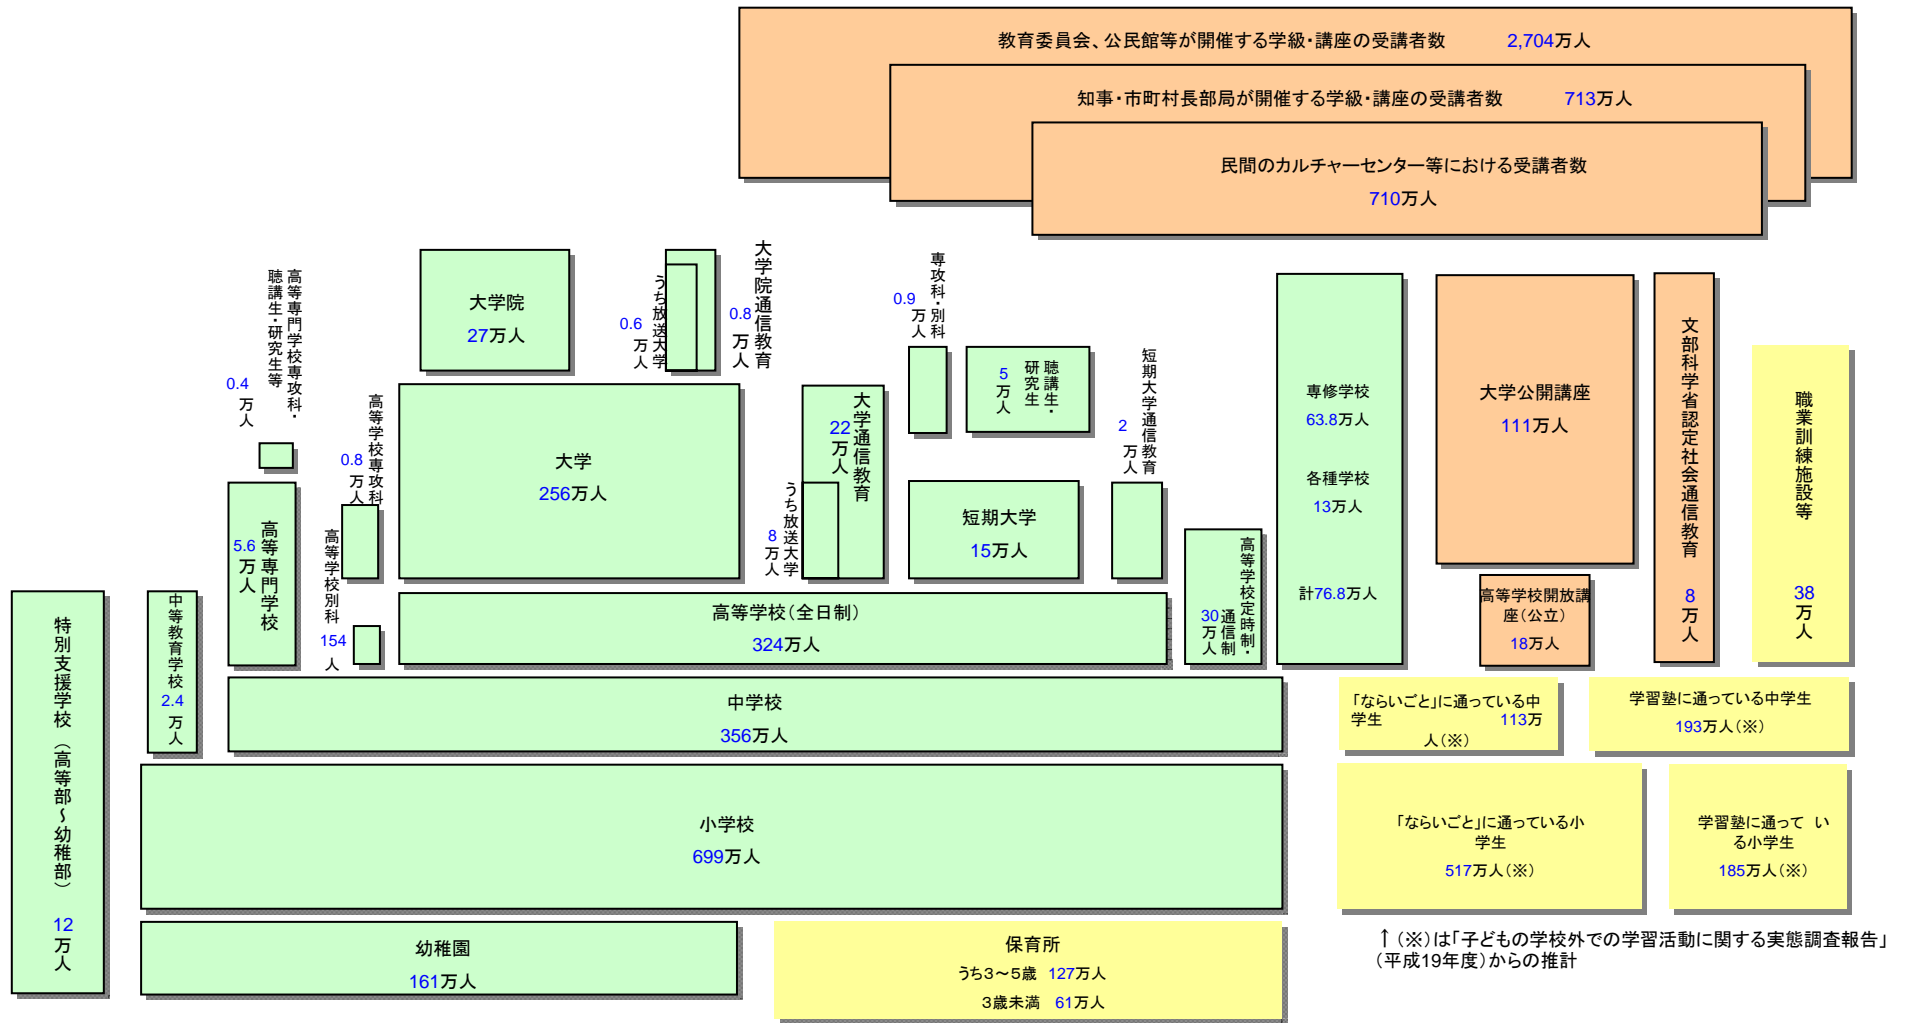 教育委員会、公民館等が開催する学級・講座の受講者数 2,704万人
知事・市町村長部局が開催する学級・講座の受講者数 713万人
民間のカルチャーセンター等における受講者数
710万人
高等専門学校専攻科・
聴講生・研究生等
0.4
万人
大学院
27万人
うち放送大学
0.6
万人
大学院通信教育
0.8
万人
専攻科・別科
0.9
万人
聴講生・
研究生
5
万人
短期大学通信教育
2
万人
高等学校専攻科
0.8
万人
大学
256万人
大学通信教育
22
万人
うち放送大学
8
万人
短期大学
15万人
専修学校
63.8万人
各種学校
13万人
計76.8万人
大学公開講座
111万人
文部科学省認定社会通信教育
8
万人
職業訓練施設等
38
万人
高等専門学校
5.6
万人
高等学校別科
154
人
高等学校(全日制)
324万人
高等学校定時制・
通信制
30
万人
高等学校開放講
座(公立)
18万人
特別支援学校(高等部～幼稚部)
12
万人
中等教育学校
2.4
万人
中学校
356万人
「ならいごと」に通っている中
学生 113万
人(※)
学習塾に通っている中学生
193万人(※)
小学校
699万人
「ならいごと」に通っている小
学生
517万人(※)
学習塾に通って い
る小学生
185万人(※)
幼稚園
161万人
保育所
うち3～5歳 127万人
3歳未満 61万人
↑(※)は「子どもの学校外での学習活動に関する実態調査報告」
(平成19年度)からの推計